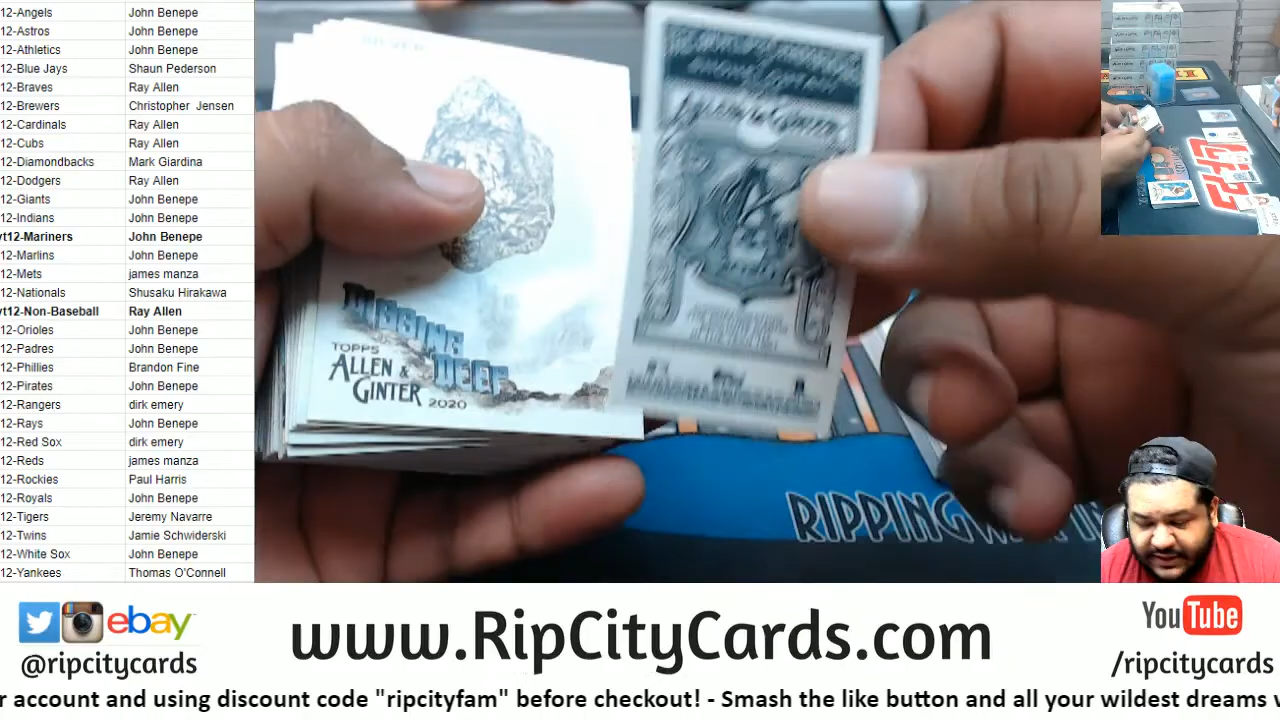 12-Angels John Benepe
12-Astros John Benepe
12-Athletics John Benepe
12-Blue Jays Shaun Pederson
12-Braves Ray Allen
12-Brewers Christopher Jensen
12-Cardinals Ray Allen
12-Cubs Ray Allen
12-Diamondbacks Mark Giardina
12-Dodgers Ray Allen
12-Giants John Benepe
12-Indians John Benepe
yt12-Mariners John Benepe
12-Marlins John Benepe
12-Mets james manza
12-Nationals Shusaku Hirakawa
yt12-Non-Baseball Ray Allen
12-Orioles John Benepe
12-Padres John Benepe
12-Phillies Brandon Fine
12-Pirates John Benepe
12-Rangers dirk emery
12-Rays John Benepe
12-Red Sox dirk emery
12-Reds james manza
12-Rockies Paul Harris
12-Royals John Benepe
12-Tigers Jeremy Navarre
12-Twins Jamie Schwiderski
12-White Sox John Benepe
12-Yankees Thomas O'Connell
SILVER
DIGGING
DEEP
TOPPS
ALLEN &
GINTER 2020
ALLEN & GINTER
RIPPING
ebay
@ripcitycards
www.RipCityCards.com
YouTube
/ripcitycards
r account and using discount code "ripcityfam" before checkout! - Smash the like button and all your wildest dreams